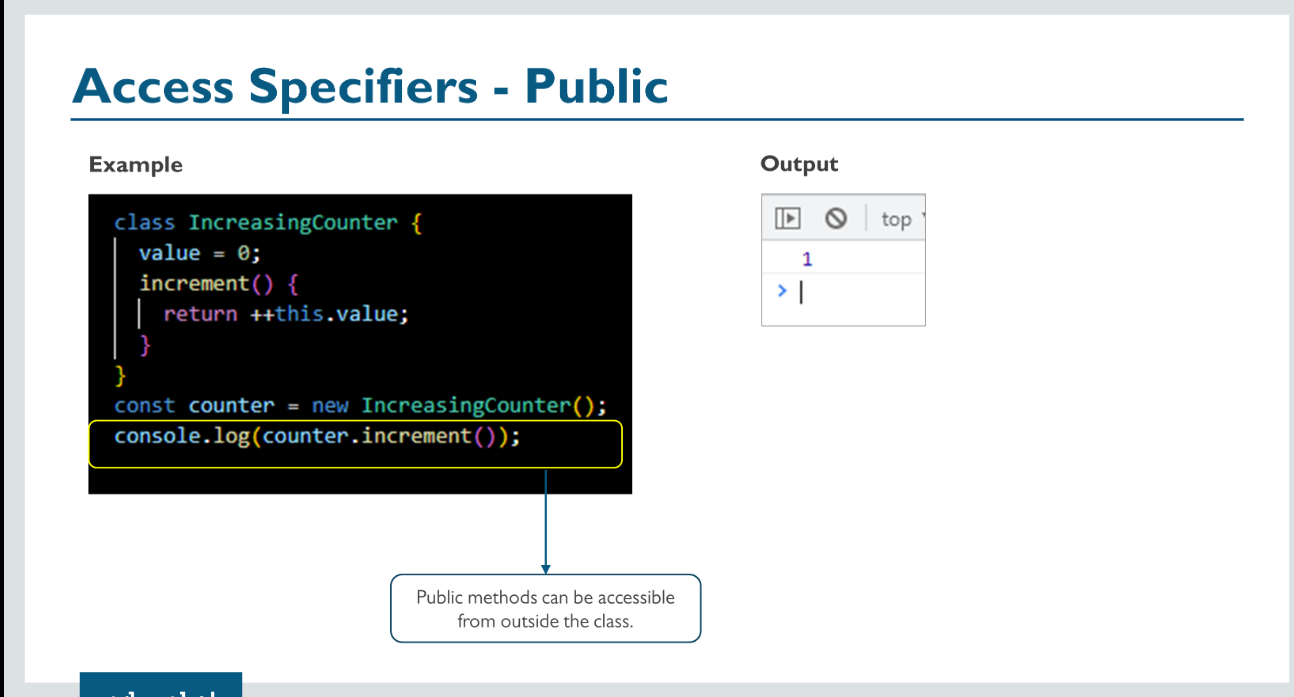 Access Specifiers - Public
Example
class IncreasingCounter {
value = 0;
increment() {
return ++this.value;
}
}
const counter = new IncreasingCounter();
console.log(counter.increment());
Public methods can be accessible
from outside the class.
Output
top
1
>